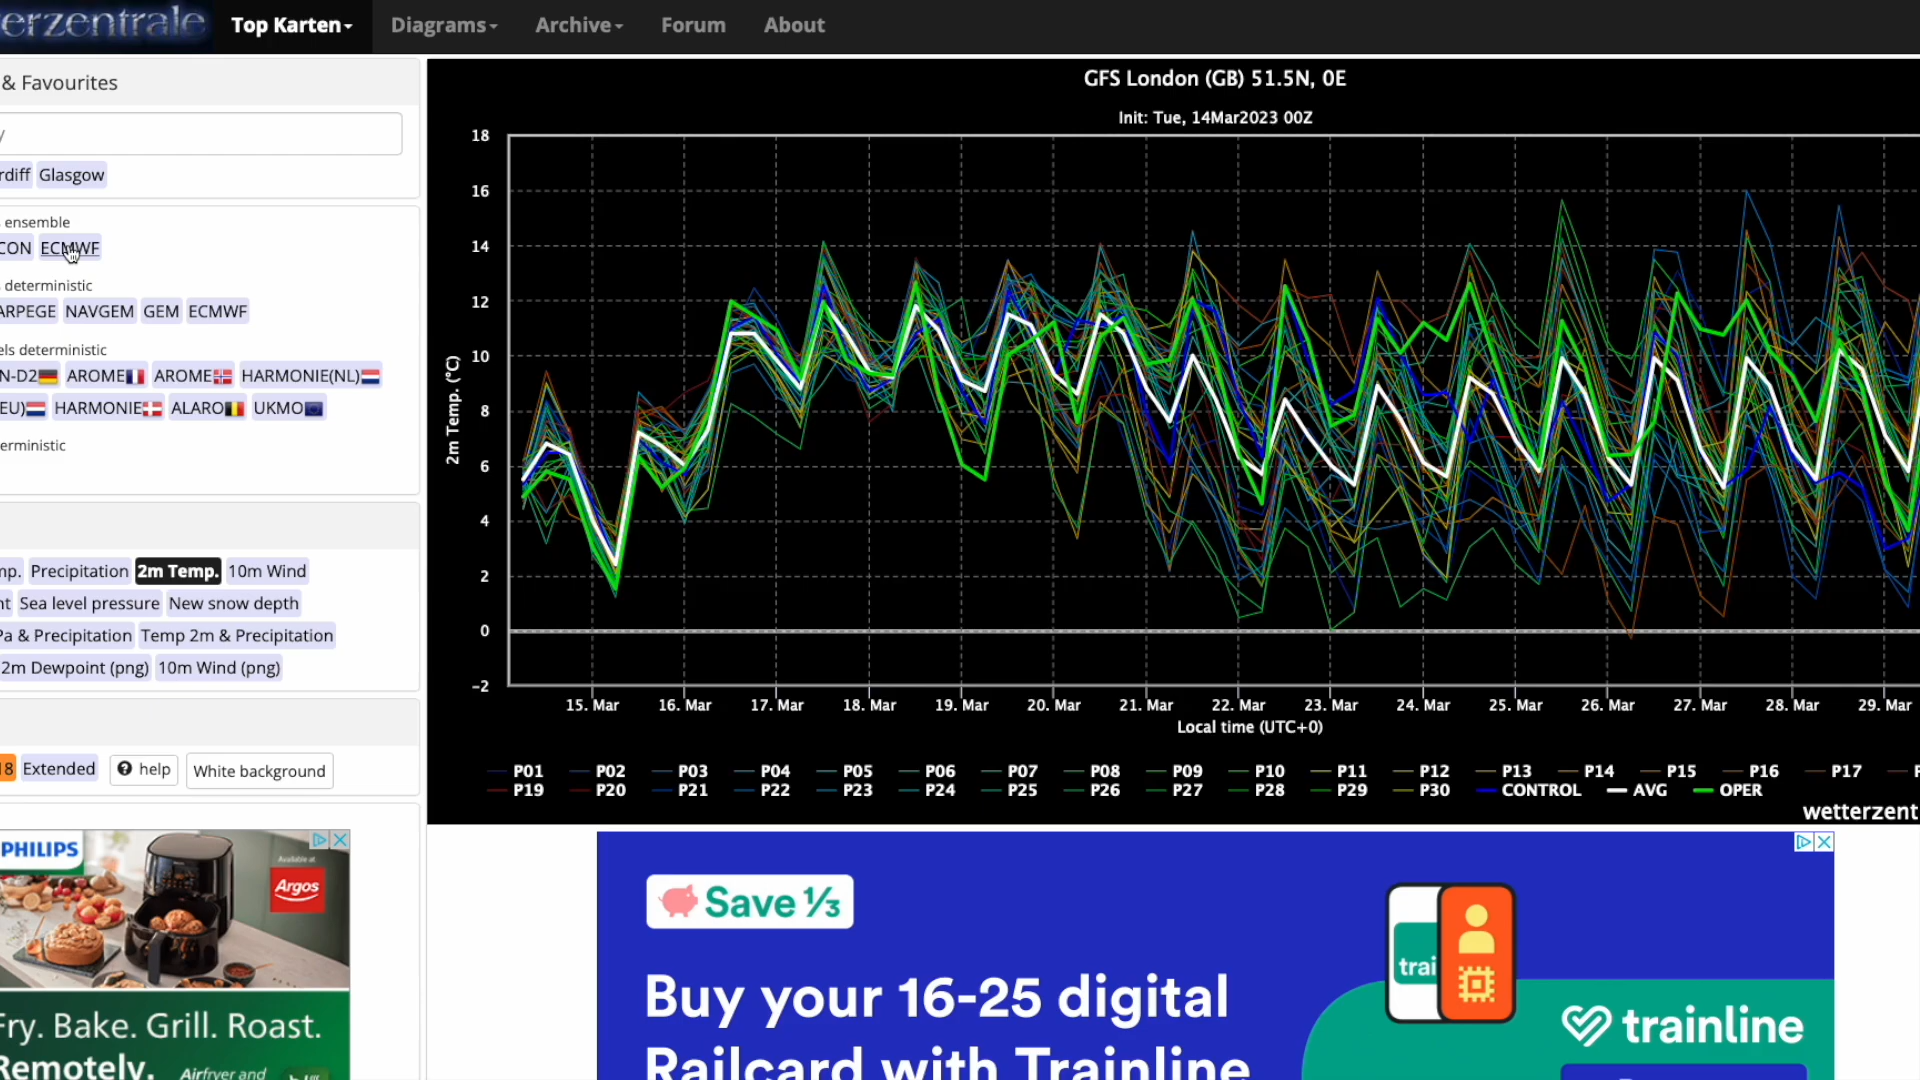 erzentrale Top Karten Diagrams Archive Forum About
& Favourites
y
rdiff Glasgow
s ensemble
CON ECMWF
s deterministic
ARPEGE NAVGEM GEM ECMWF
els deterministic
N-D2 AROME AROME HARMONIE(NL)
EU) HARMONIE ALARO UKMO
erministic
mp. Precipitation 2m Temp. 10m Wind
nt Sea level pressure New snow depth
Pa & Precipitation Temp 2m & Precipitation
2m Dewpoint (png) 10m Wind (png)
18 Extended ? help White background
PHILIPS
Available at
Argos
Fry. Bake. Grill. Roast.
Remotely. Airfryer and
GFS London (GB) 51.5N, 0E
Init: Tue, 14Mar2023 00Z
18
16
14
12
10
8
6
4
2
0
-2
2m Temp. (°C)
15. Mar 16. Mar 17. Mar 18. Mar 19. Mar 20. Mar 21. Mar 22. Mar 23. Mar 24. Mar 25. Mar 26. Mar 27. Mar 28. Mar 29. Mar
Local time (UTC+0)
P01 P02 P03 P04 P05 P06 P07 P08 P09 P10 P11 P12 P13 P14 P15 P16 P17 P
P19 P20 P21 P22 P23 P24 P25 P26 P27 P28 P29 P30 CONTROL AVG OPER
wetterzent
Save 1/3
Buy your 16-25 digital
Railcard with Trainline
trai
trainline